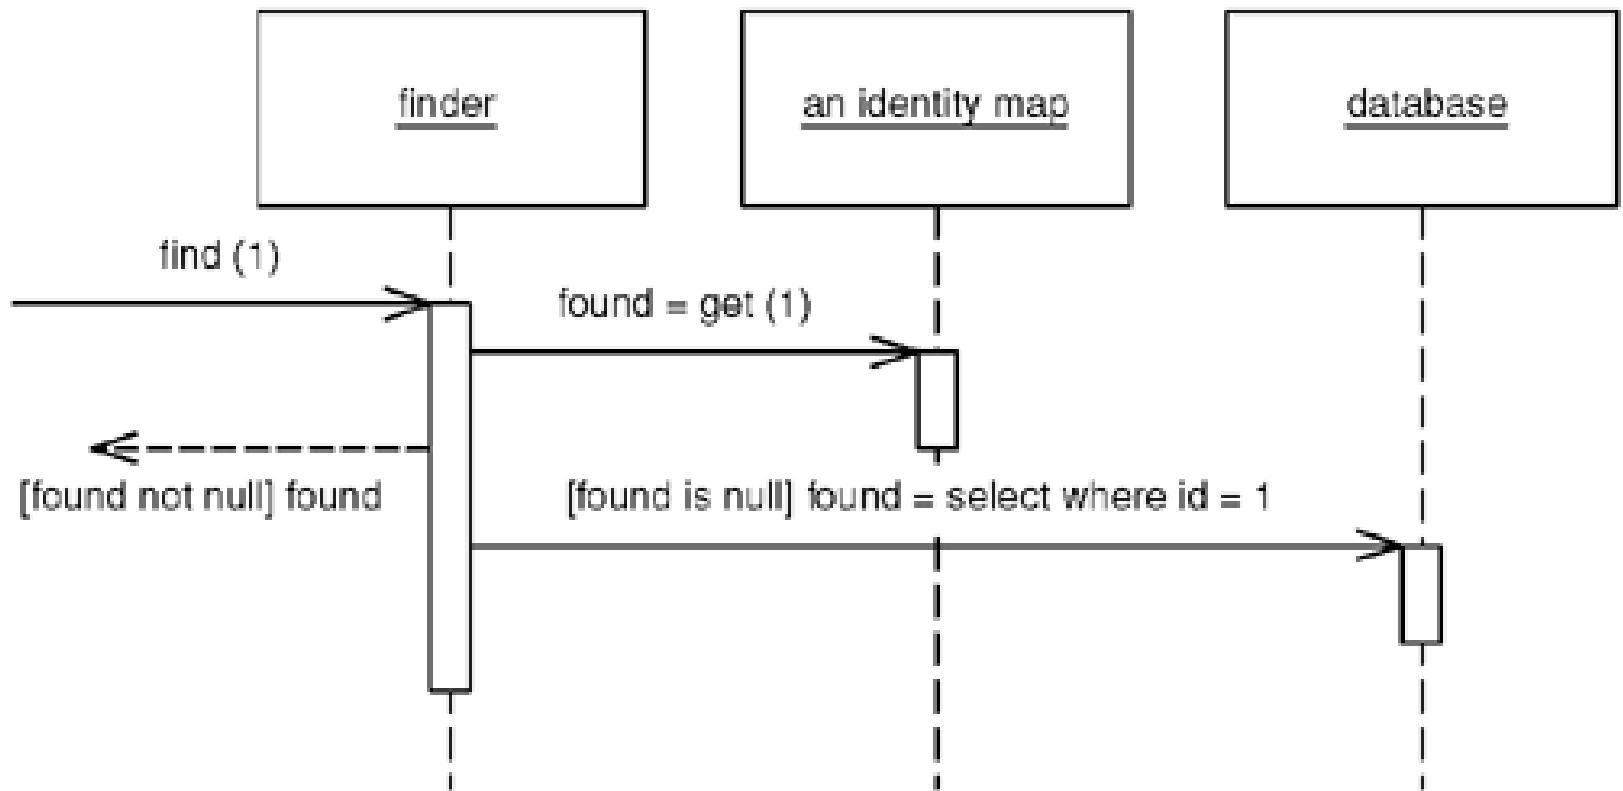 finder
an identity map
database
find (1)
found = get (1)
[found not null] found
[found is null] found = select where id = 1